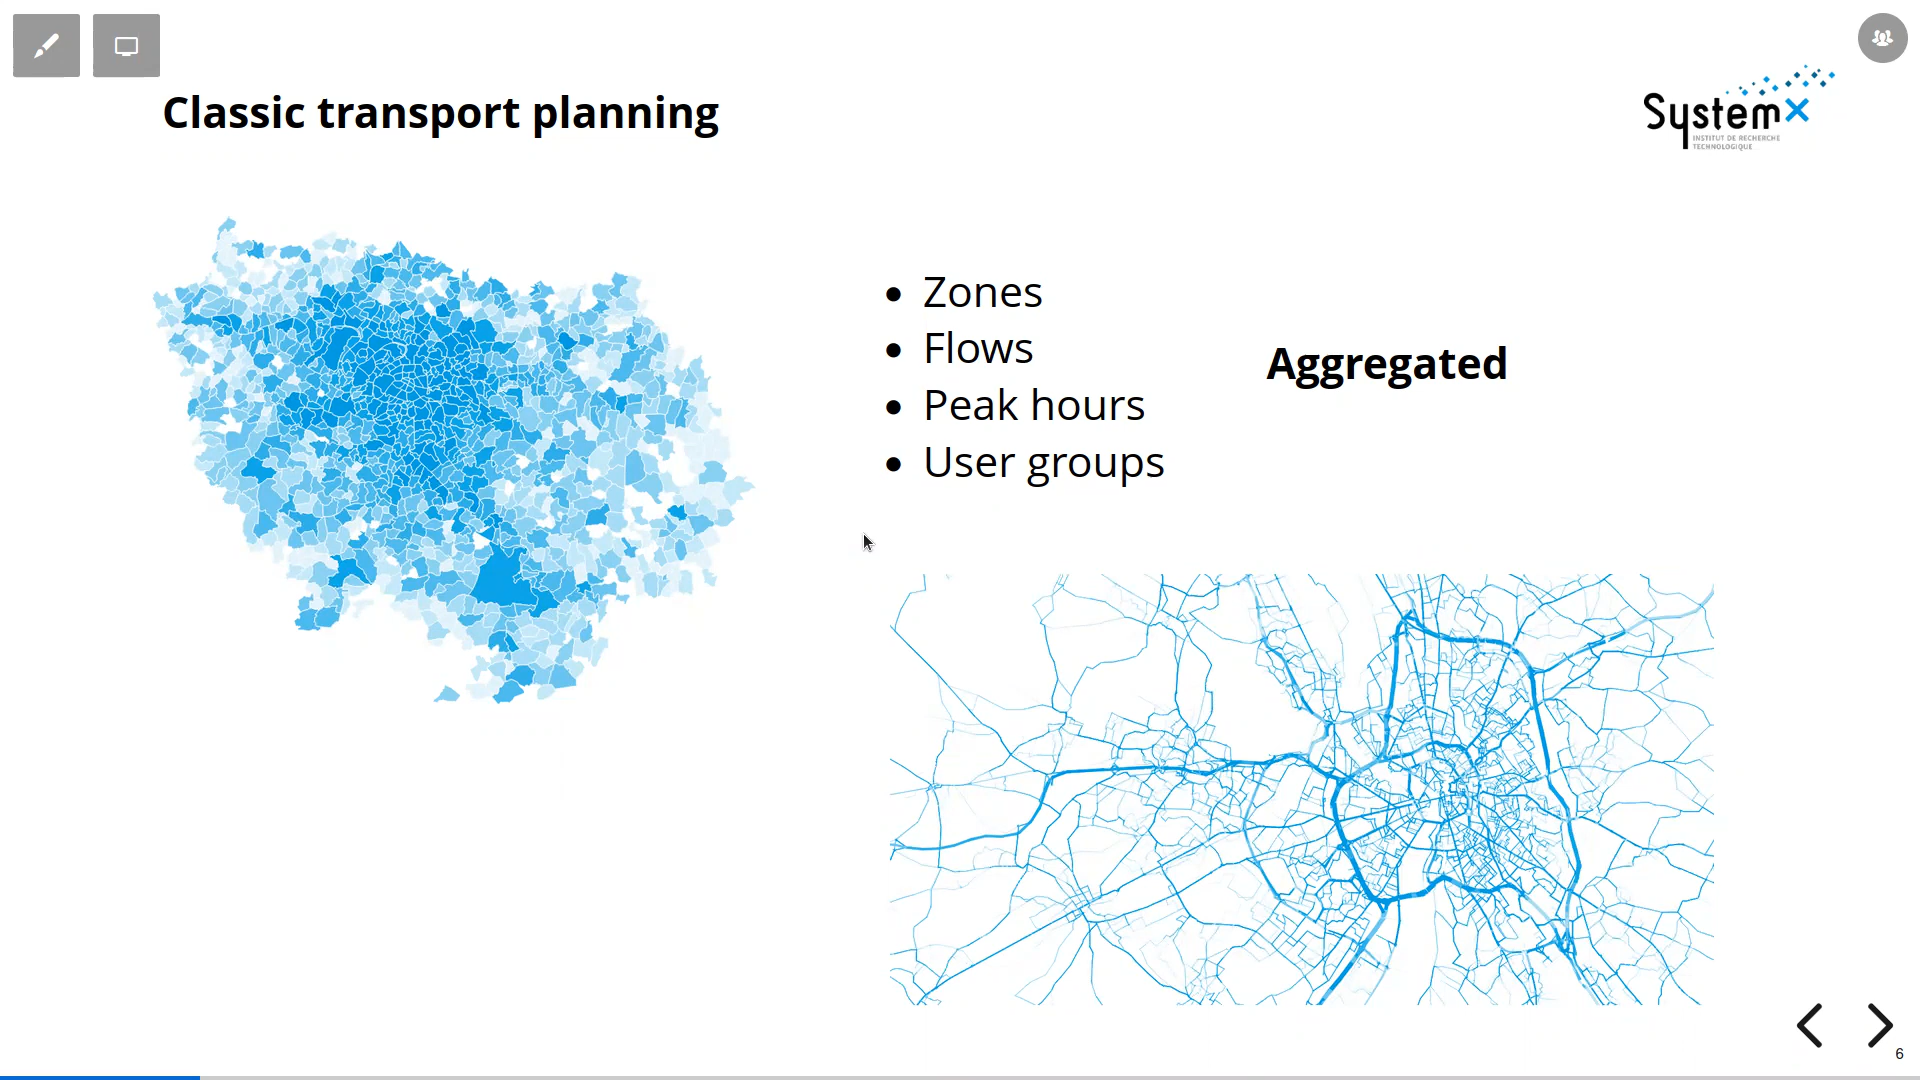 Classic transport planning
SystemX
INSTITUT DE RECHERCHE
TECHNOLOGIQUE
Zones
Flows
Peak hours
User groups
Aggregated
6